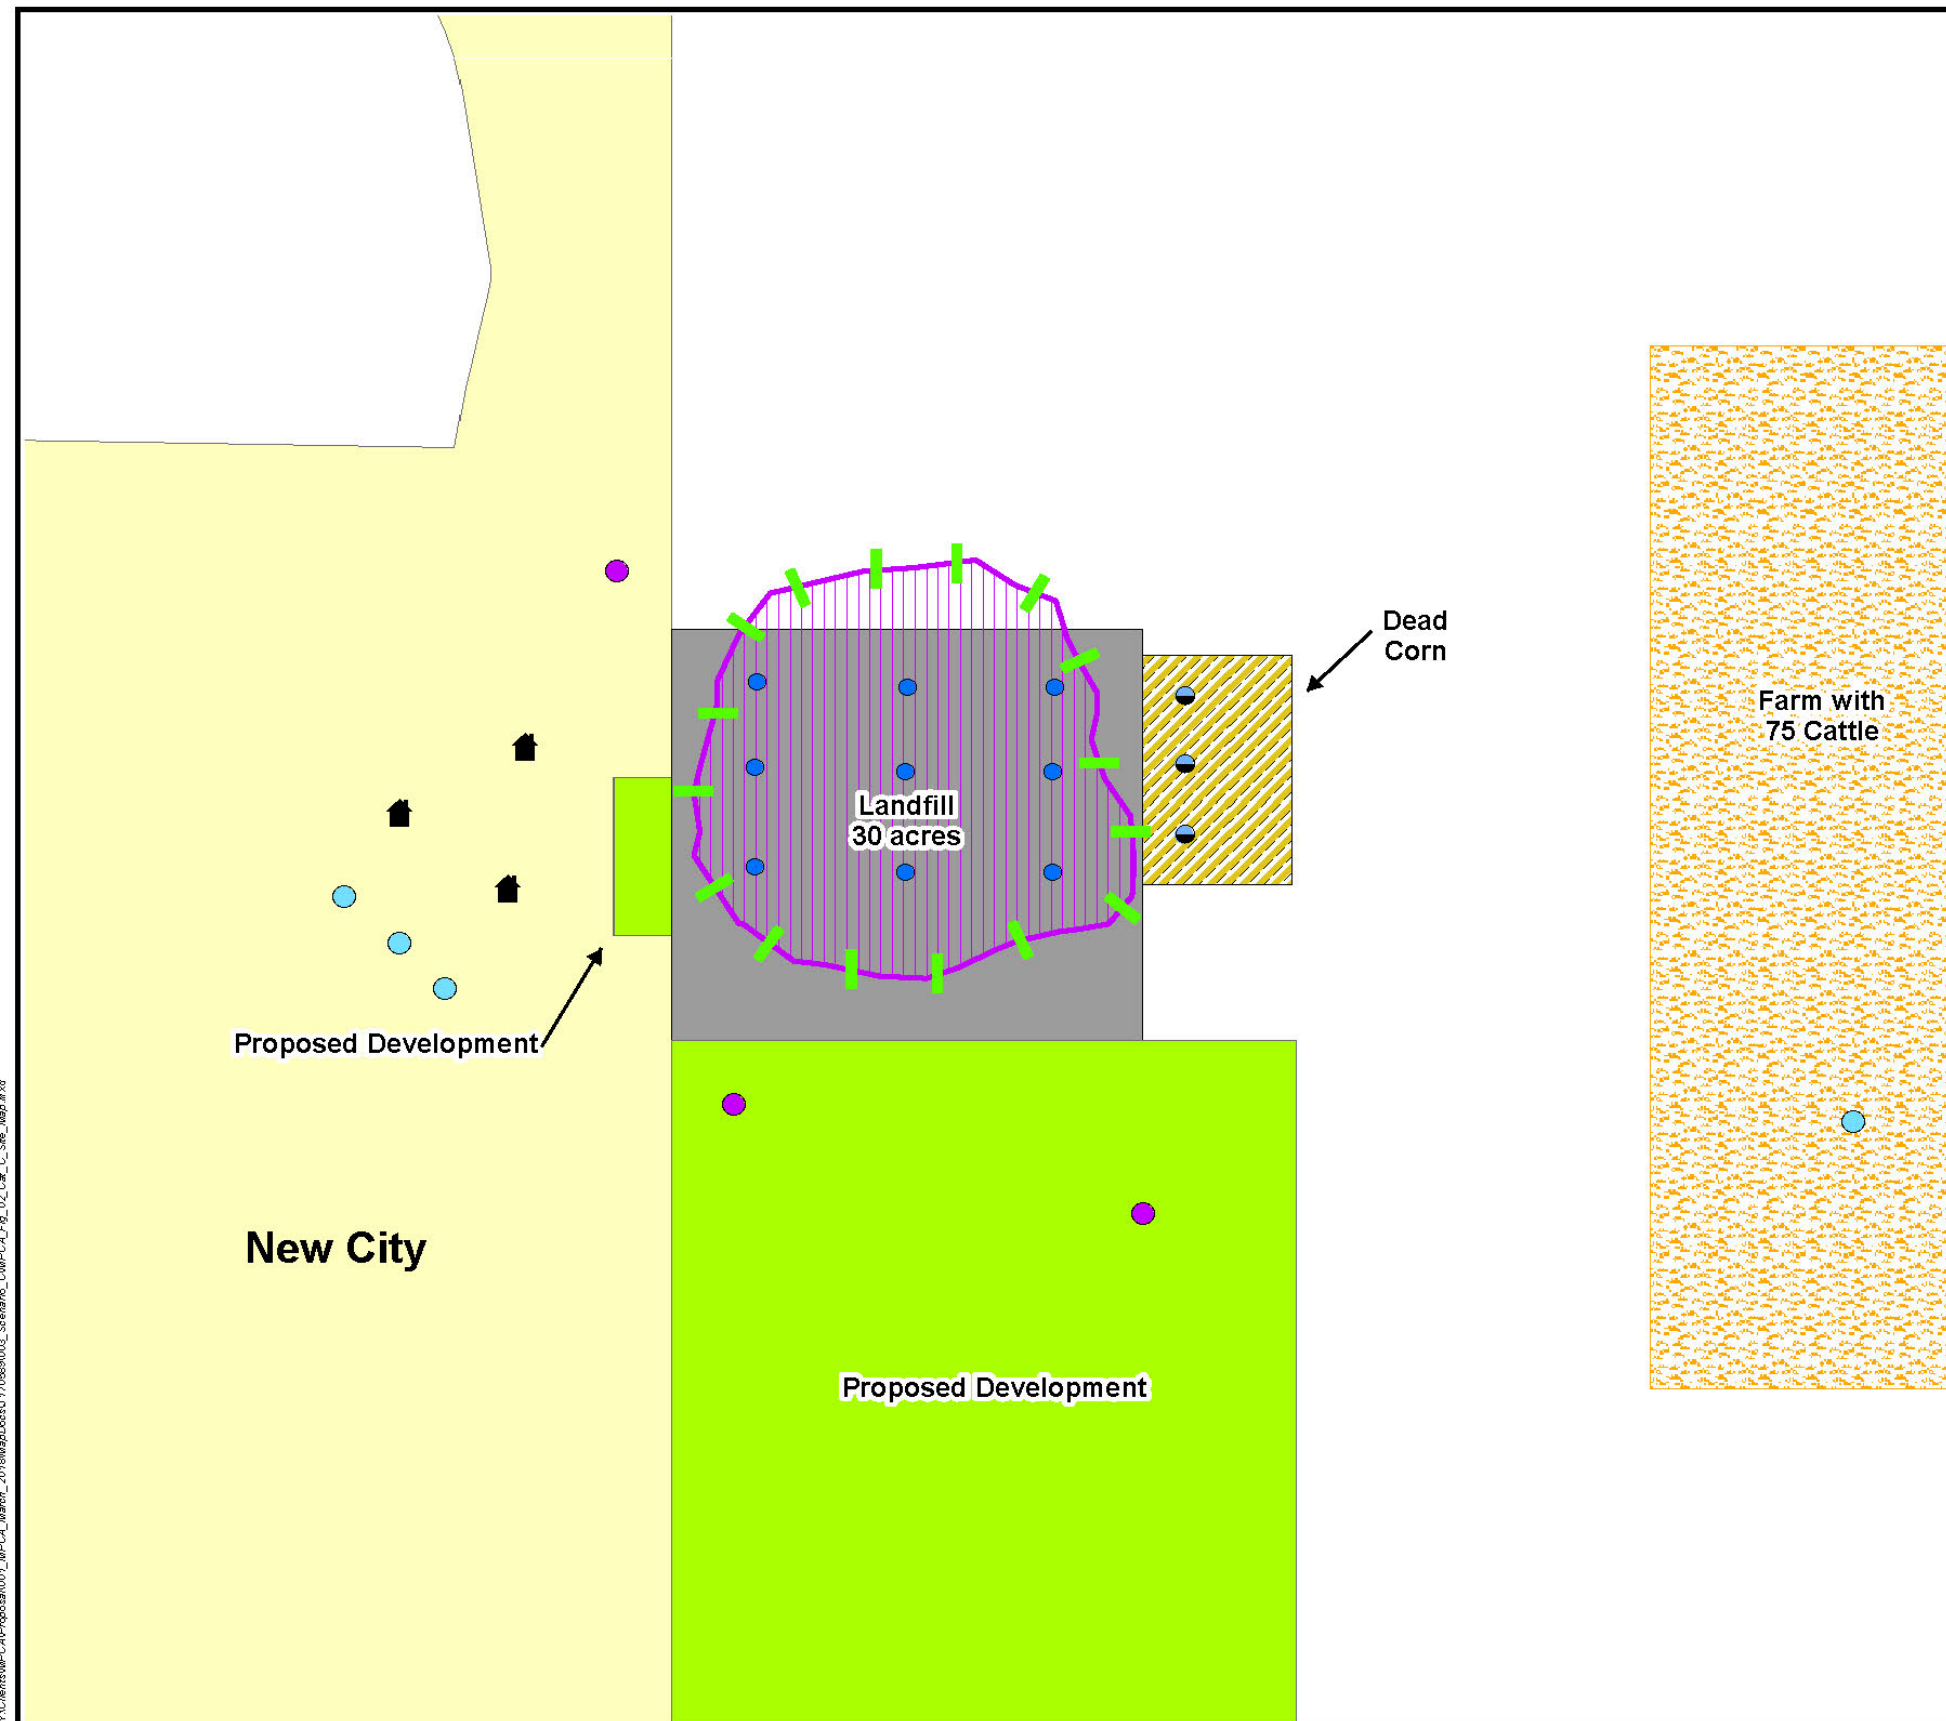 Dead
Corn
Farm with
75 Cattle
Landfill
30 acres
Proposed Development
New City
Proposed Development